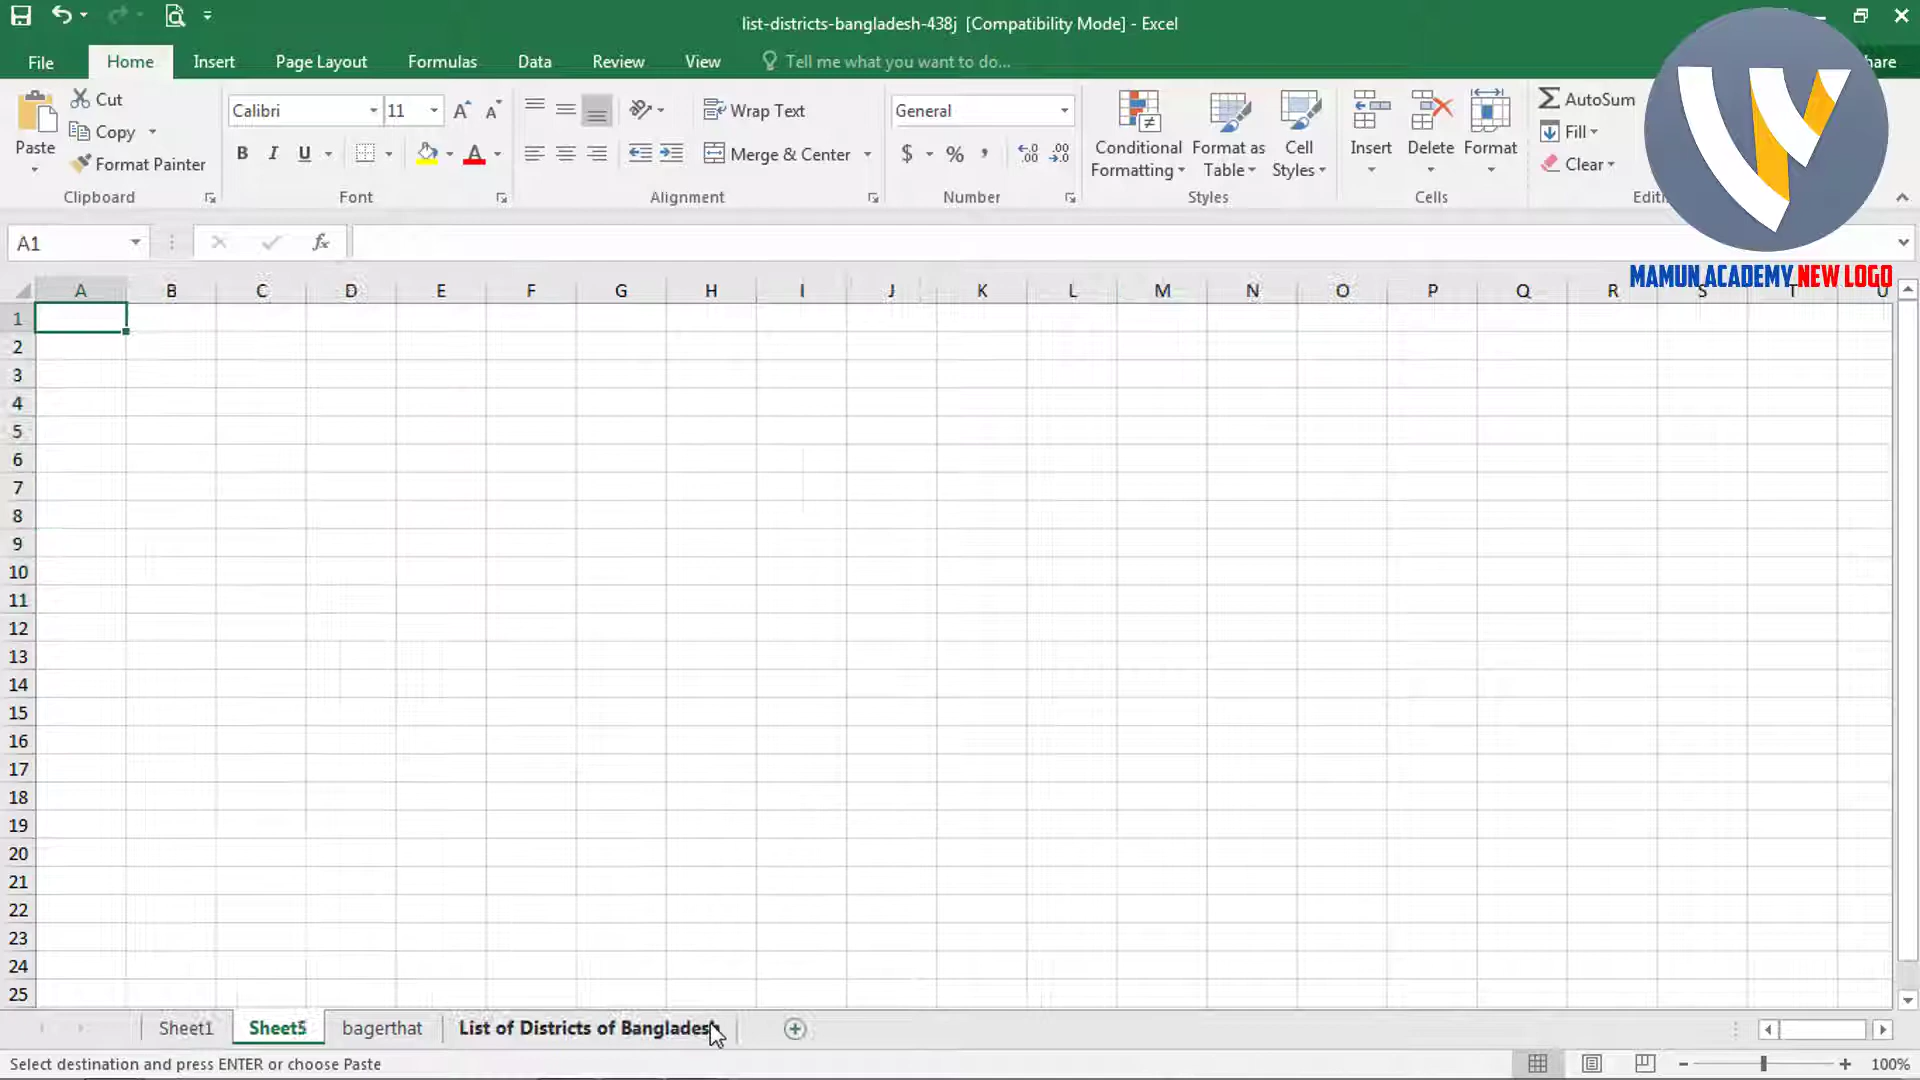 list-districts-bangladesh-438j [Compatibility Mode] - Excel
File Home Insert Page Layout Formulas Data Review View Tell me what you want to do... hare
Paste
Cut
Copy
Format Painter
Clipboard
Calibri 11
B I U A
Font
Wrap Text
Merge & Center
Alignment
General
$ % ,
Number
Conditional Formatting
Format as Table
Cell Styles
Styles
Insert
Delete
Format
Cells
AutoSum
Fill
Clear
Editi
MAMUN ACADEMY NEW LOGO
A1 fx
A B C D E F G H I J K L M N O P Q R S T U
1
2
3
4
5
6
7
8
9
10
11
12
13
14
15
16
17
18
19
20
21
22
23
24
25
Sheet1 Sheet5 bagerthat List of Districts of Bangladesh
Select destination and press ENTER or choose Paste 100%